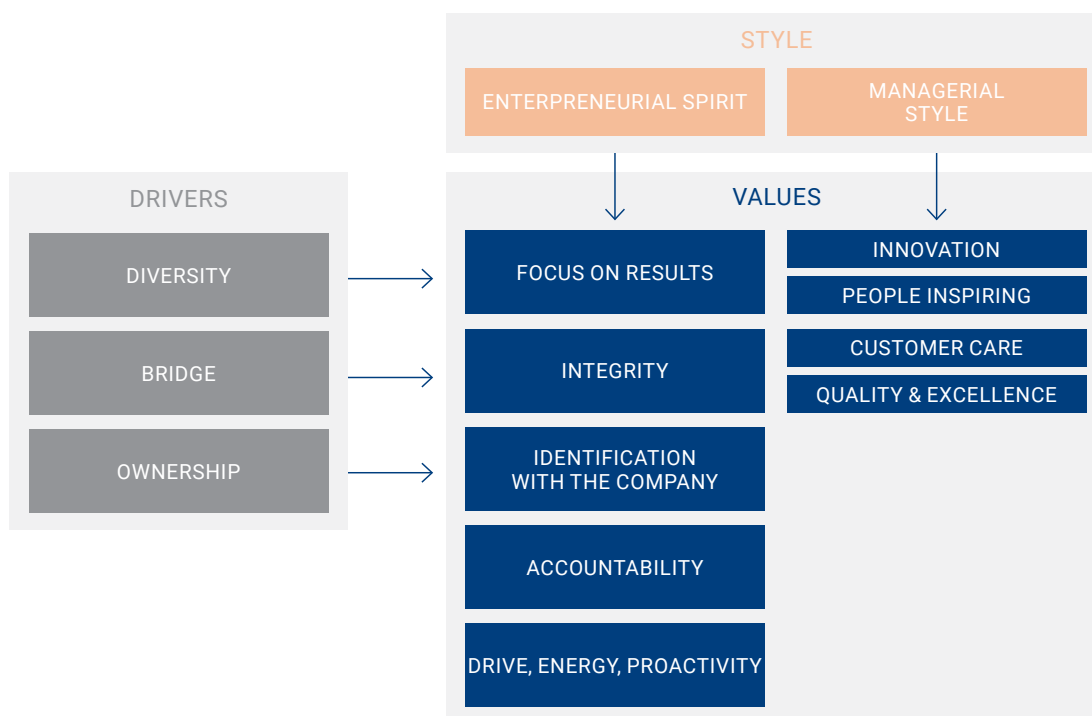 STYLE
ENTERPRENEURIAL SPIRIT
MANAGERIAL
STYLE
DRIVERS
DIVERSITY
BRIDGE
OWNERSHIP
VALUES
FOCUS ON RESULTS
INTEGRITY
IDENTIFICATION
WITH THE COMPANY
ACCOUNTABILITY
DRIVE, ENERGY, PROACTIVITY
INNOVATION
PEOPLE INSPIRING
CUSTOMER CARE
QUALITY & EXCELLENCE